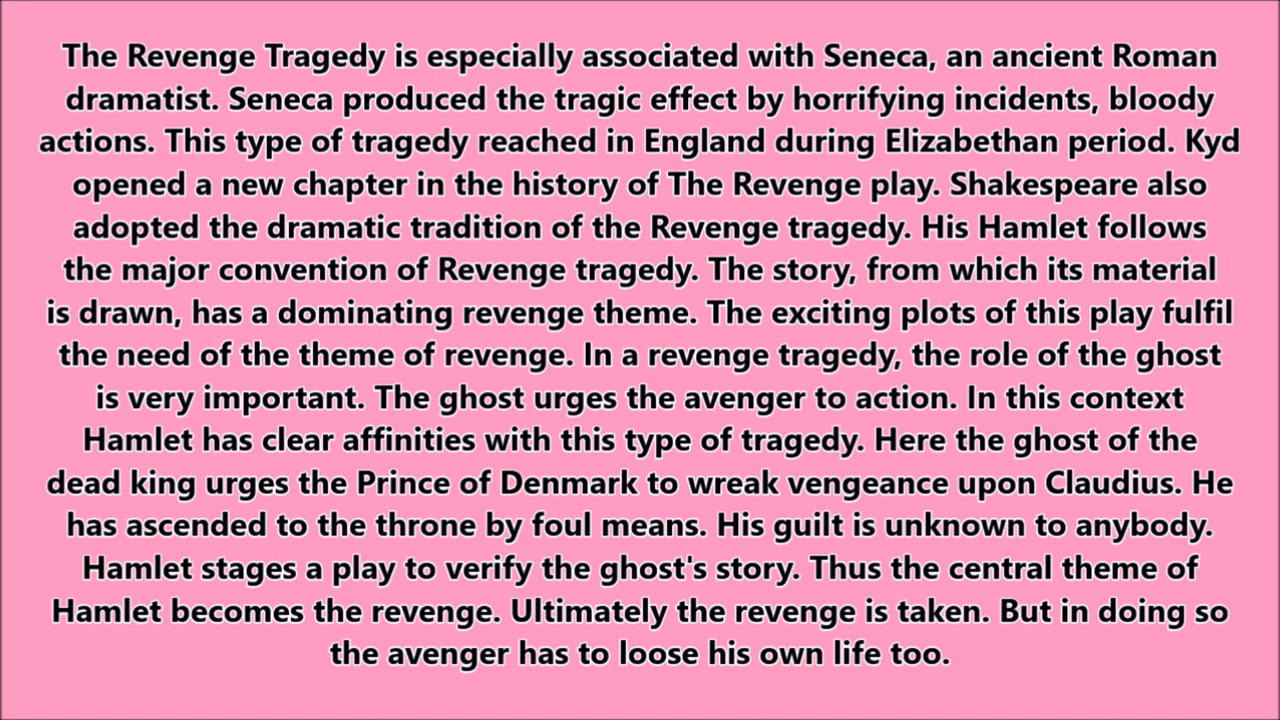 The Revenge Tragedy is especially associated with Seneca, an ancient Roman
dramatist. Seneca produced the tragic effect by horrifying incidents, bloody
actions. This type of tragedy reached in England during Elizabethan period. Kyd
opened a new chapter in the history of The Revenge play. Shakespeare also
adopted the dramatic tradition of the Revenge tragedy. His Hamlet follows
the major convention of Revenge tragedy. The story, from which its material
is drawn, has a dominating revenge theme. The exciting plots of this play fulfil
the need of the theme of revenge. In a revenge tragedy, the role of the ghost
is very important. The ghost urges the avenger to action. In this context
Hamlet has clear affinities with this type of tragedy. Here the ghost of the
dead king urges the Prince of Denmark to wreak vengeance upon Claudius. He
has ascended to the throne by foul means. His guilt is unknown to anybody.
Hamlet stages a play to verify the ghost's story. Thus the central theme of
Hamlet becomes the revenge. Ultimately the revenge is taken. But in doing so
the avenger has to loose his own life too.